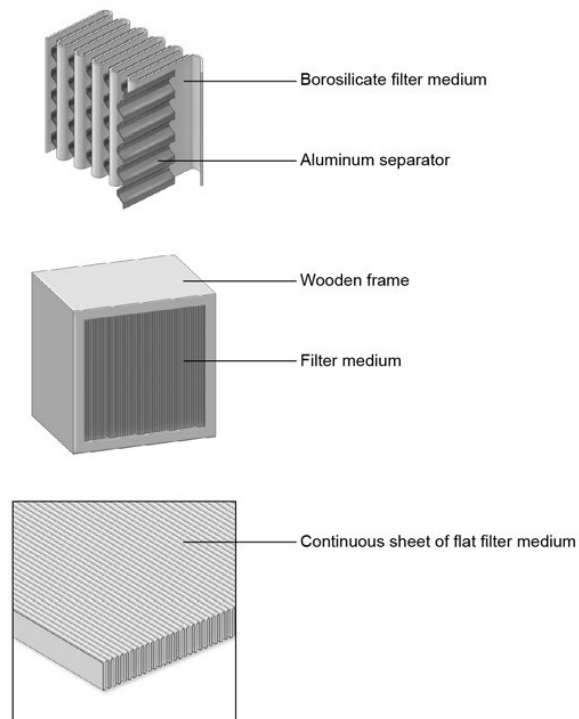 Borosilicate filter medium
Aluminum separator
Wooden frame
Filter medium
Continuous sheet of flat filter medium